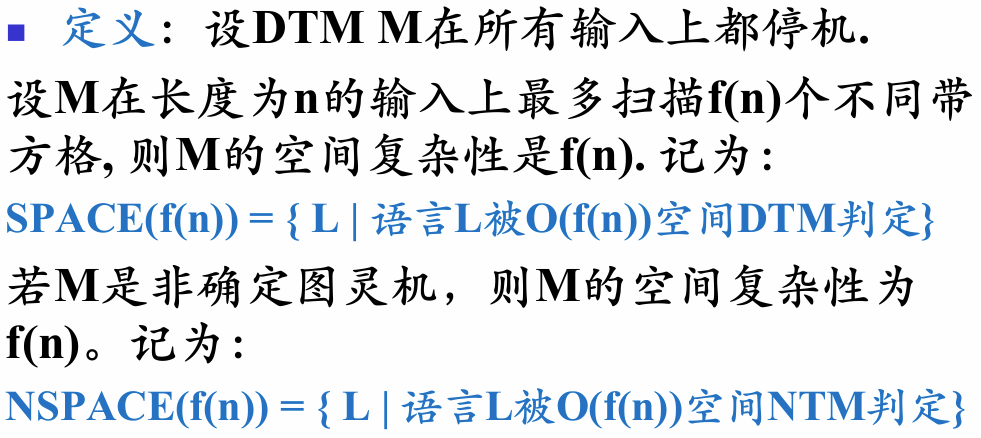 ▪ 定义：设DTM M在所有输入上都停机.
设M在长度为n的输入上最多扫描f(n)个不同带
方格, 则M的空间复杂性是f(n). 记为：
SPACE(f(n)) = { L | 语言L被O(f(n))空间DTM判定}
若M是非确定图灵机，则M的空间复杂性为
f(n)。记为：
NSPACE(f(n)) = { L | 语言L被O(f(n))空间NTM判定}